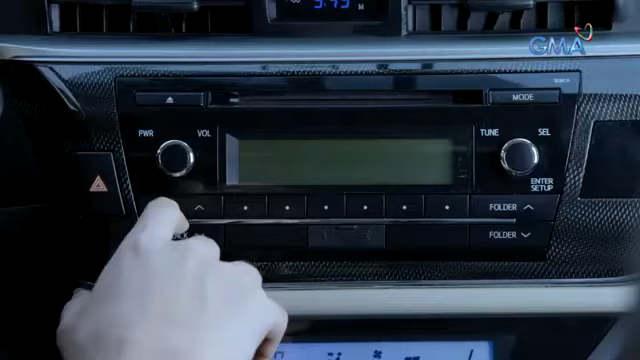 GMA
MODE
PWR VOL
TUNE SEL
ENTER
SETUP
FOLDER
FOLDER